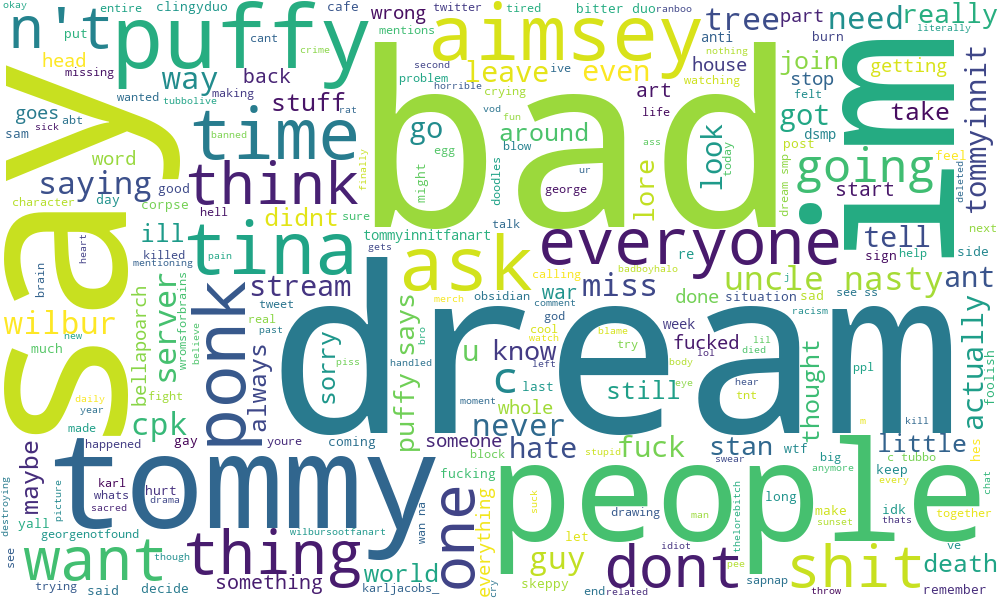 okay
entire
clingyduo
cafe
twitter
tired
bitter duo
ranboo
n't
put
puffy
cant
mentions
aimsey
wrong
anti
tree
part
need
really
literally
burn
nothing
head
missing
way
crime
back
problem
second
horrible
ive
leave
even
house
watching
join
getting
wanted
making
tubbolive
stuff
rat
crying
art
life
stop
felt
goes
abt
sam
sick
time
banned
bad
vod
fun
go
around
blow
ass
look
today
got
dsmp
post
take
im
tommyinnit
say
word
day
saying
good
character
corpse
hell
think
finally
might
egg
doodles
george
ur
lore
dream smp
going
start
feel
deleted
didnt
sure
talk
next
ill
killed
mentioning
tina
pain
tommyinnitfanart
gets
everyone
re
tell
sign
help
side
brain
heart
stream
ask
calling
badboyhalo
j
uncle
nasty
ant
wilbur
bellapoarch
server
wromsforbrains
believe
ponk
tweet
real
past
merch
obsidian
comment
war
god
miss
done
situation
sad
see ss
racism
much
new
always
sorry
piss
puffy says
bro
handled
u
know
cool
watch
left
blame
try
week
fucked
lol
died
lil
body
eye
hear
tnt
thought
ppl
actually
foolish
daily
year
made
fight
cpk
dream
moment
c
last
whole
still
m
kill
happened
gay
youre
coming
someone
never
block
hate
stupid
fuck
stan
swear
wtf
little
hes
maybe
karl
whats
sacred
hurt
drama
tommy
fucking
people
big
anymore
c tubbo
keep
every
chat
destroying
picture
yall
georgenotfound
wilbursootfanart
wan na
one
everything
suck
drawing
man
thelorebitch
long
make
sunset
idk
thats
together
see
want
though
thing
let
guy
idiot
pee
ve
trying
said
decide
something
world
karljacobs_
cry
skeppy
end
related
dont
sapnap
shit
throw
death
remember